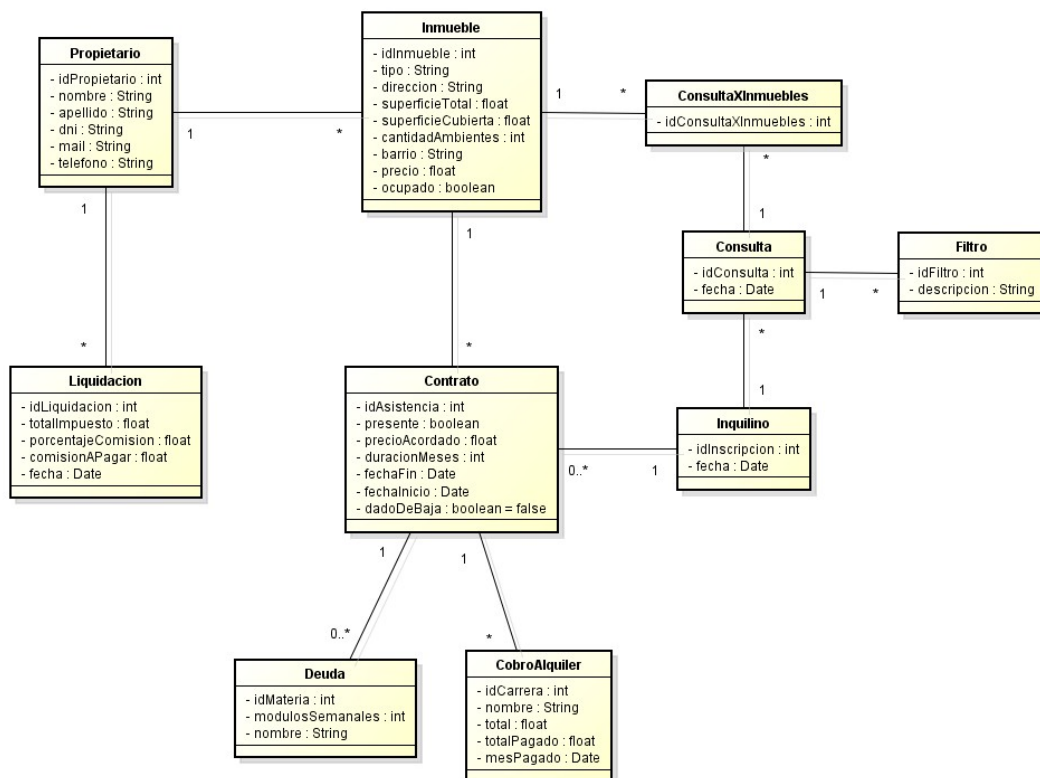 Inmueble
- idInmueble : int
- tipo : String
- direccion : String
- superficieTotal : float
- superficieCubierta : float
- cantidadAmbientes : int
- barrio : String
- precio : float
- ocupado : boolean
Propietario
- idPropietario : int
- nombre : String
- apellido : String
- dni : String
- mail : String
- telefono : String
1
*
1
*
ConsultaXInmuebles
- idConsultaXInmuebles : int
*
1
Consulta
- idConsulta : int
- fecha : Date
1
*
Filtro
- idFiltro : int
- descripcion : String
1
*
1
*
*
1
Liquidacion
- idLiquidacion : int
- totalImpuesto : float
- porcentajeComision : float
- comisionAPagar : float
- fecha : Date
Contrato
- idAsistencia : int
- presente : boolean
- precioAcordado : float
- duracionMeses : int
- fechaFin : Date
- fechaInicio : Date
- dadoDeBaja : boolean = false
0..*
1
Inquilino
- idInscripcion : int
- fecha : Date
1
0..*
1
*
Deuda
- idMateria : int
- modulosSemanales : int
- nombre : String
CobroAlquiler
- idCarrera : int
- nombre : String
- total : float
- totalPagado : float
- mesPagado : Date